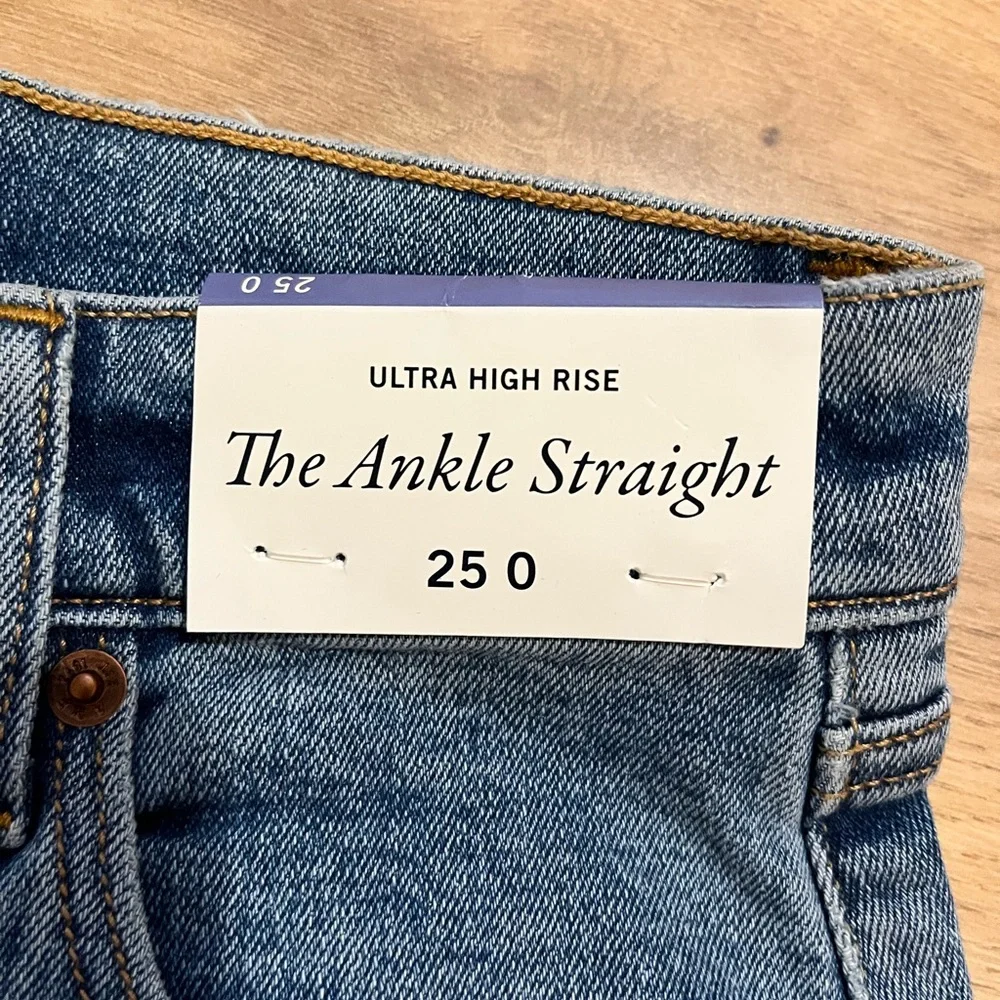 25 0
ULTRA HIGH RISE
The Ankle Straight
25 0